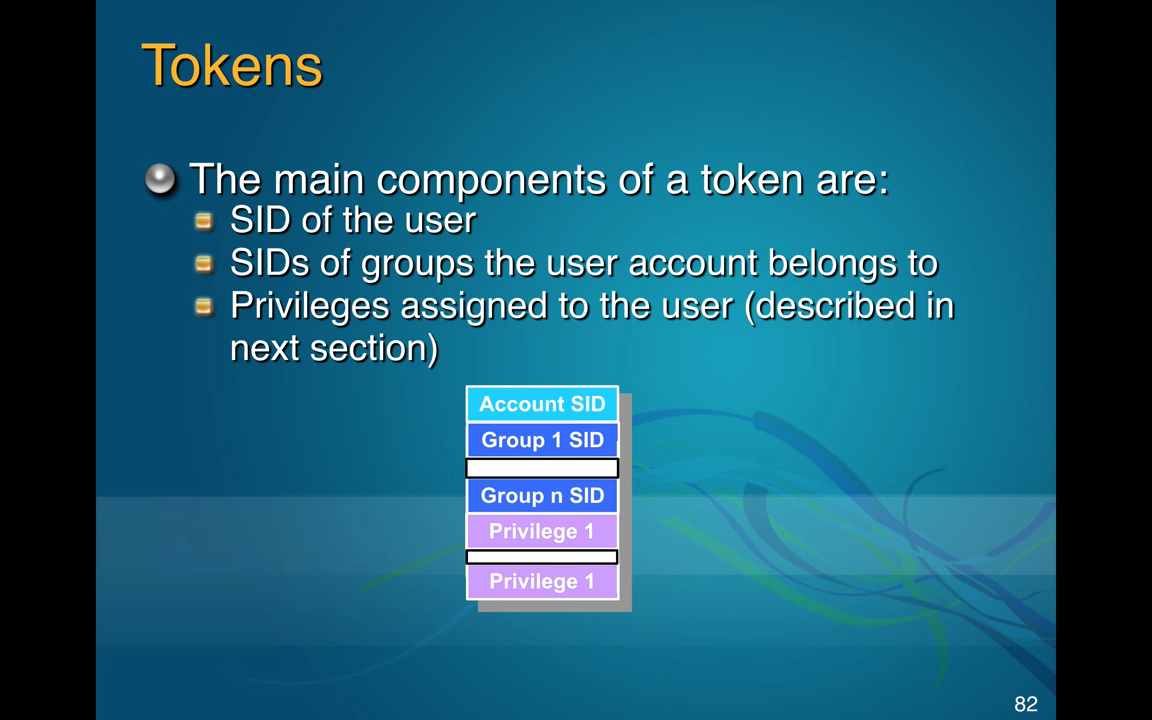 Tokens
The main components of a token are:
SID of the user
SIDs of groups the user account belongs to
Privileges assigned to the user (described in
next section)
Account SID
Group 1 SID
Group n SID
Privilege 1
Privilege 1
82